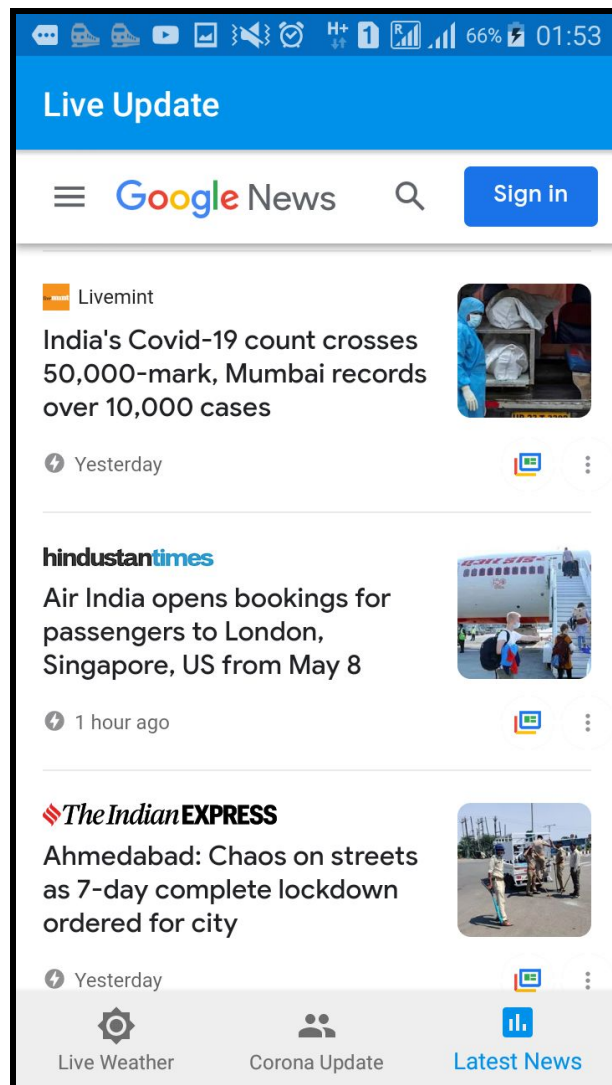 H+ 1 R 66% 01:53
Live Update
Google News Sign in
Livemint
India's Covid-19 count crosses
50,000-mark, Mumbai records
over 10,000 cases
Yesterday
hindustantimes
Air India opens bookings for
passengers to London,
Singapore, US from May 8
1 hour ago
The Indian EXPRESS
Ahmedabad: Chaos on streets
as 7-day complete lockdown
ordered for city
Yesterday
Live Weather Corona Update Latest News